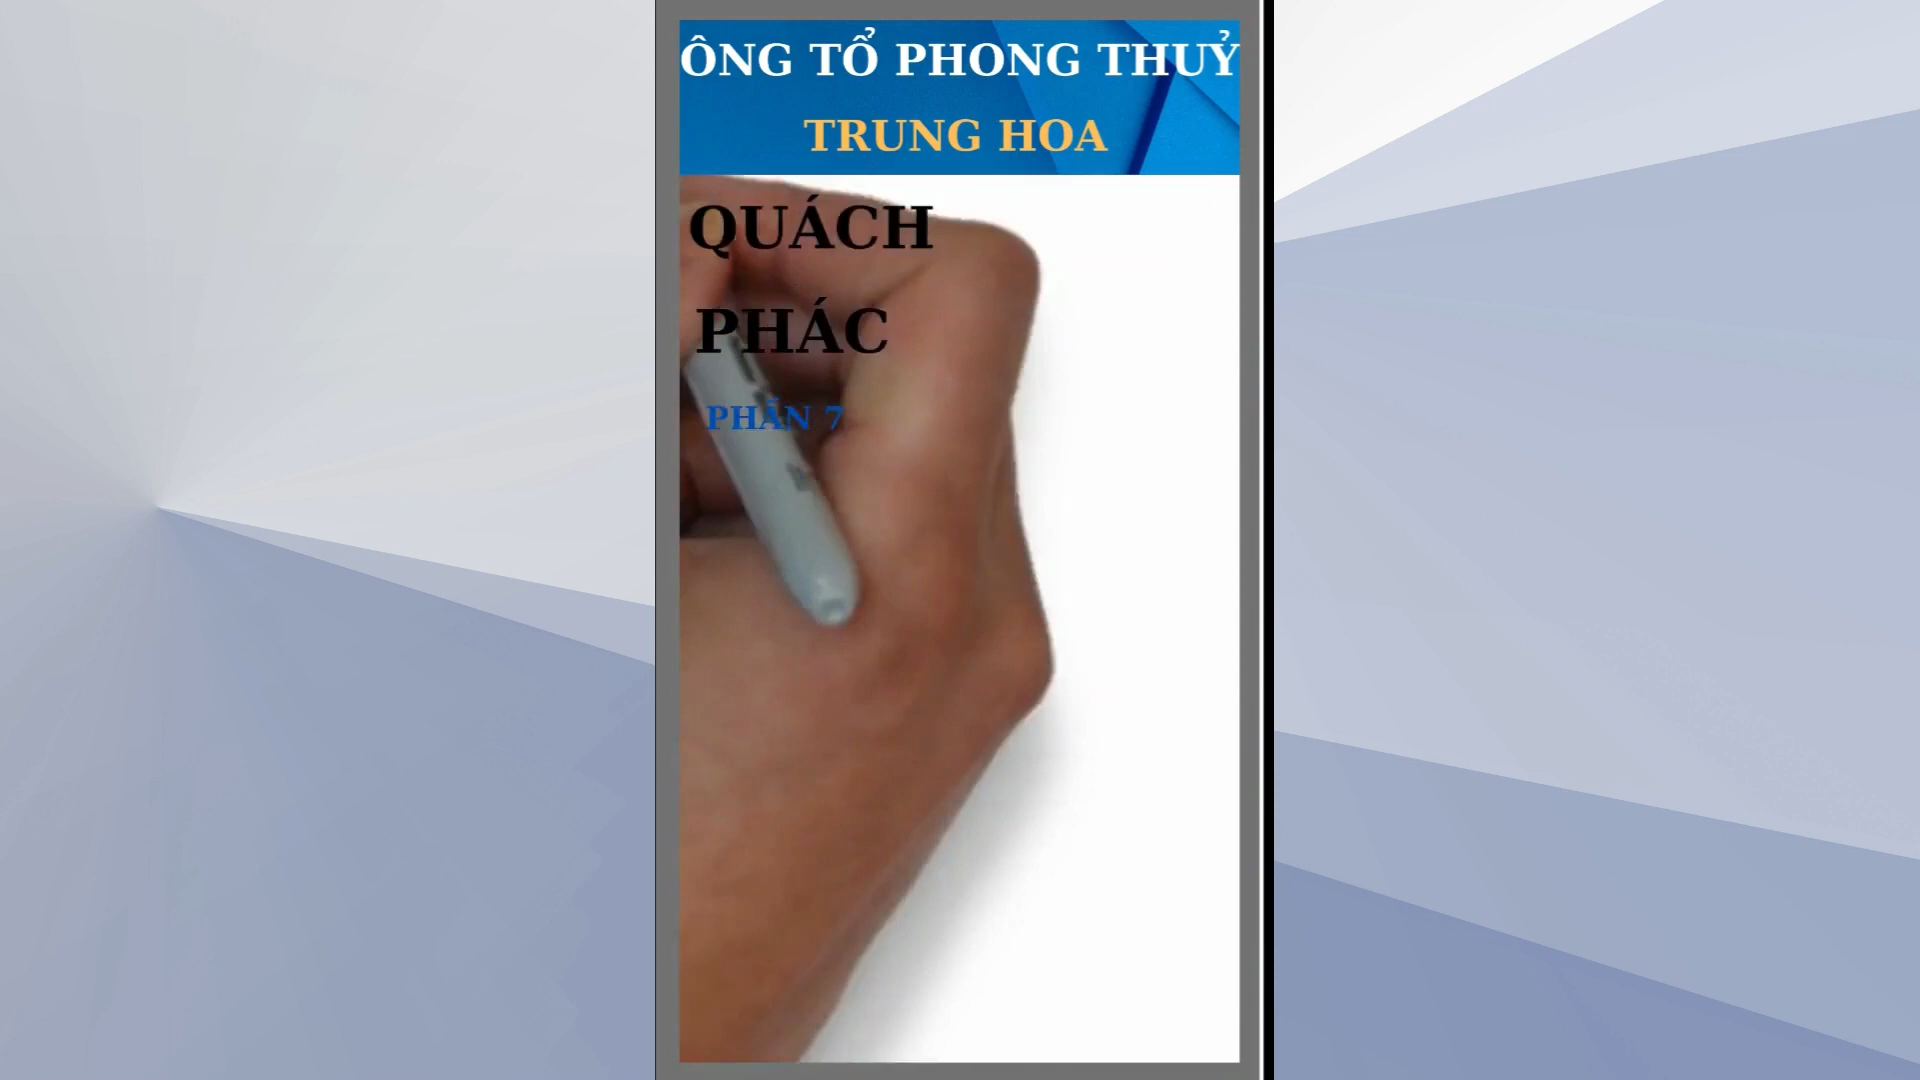 ÔNG TỔ PHONG THUỶ
TRUNG HOA
QUÁCH
PHÁC
PHẦN 7